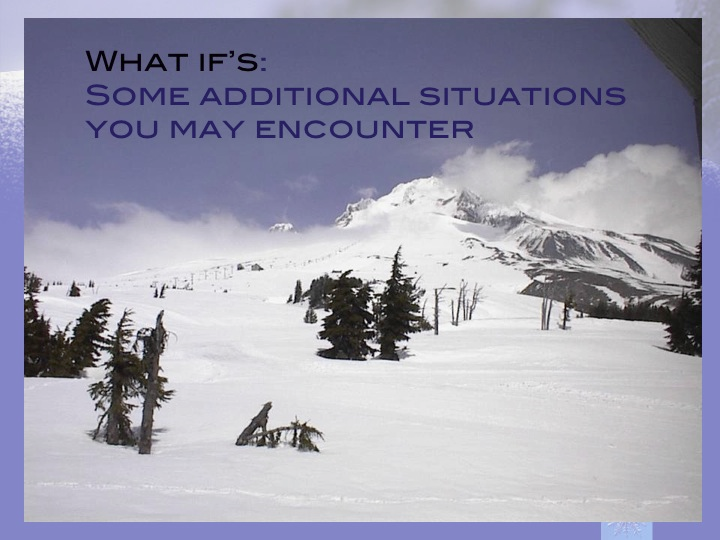 What if's:
Some additional situations
you may encounter